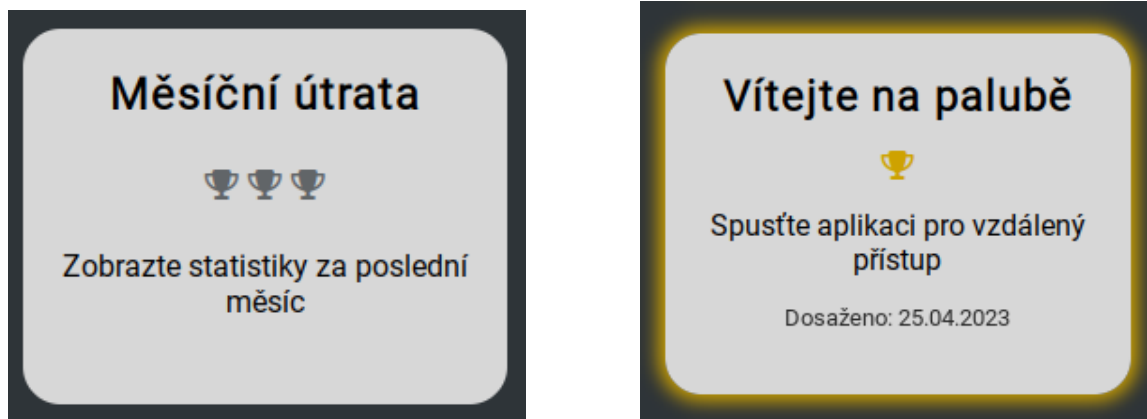 Měsíční útrata
Zobrazte statistiky za poslední
měsíc
Vítejte na palubě
Spusťte aplikaci pro vzdálený
přístup
Dosaženo: 25.04.2023